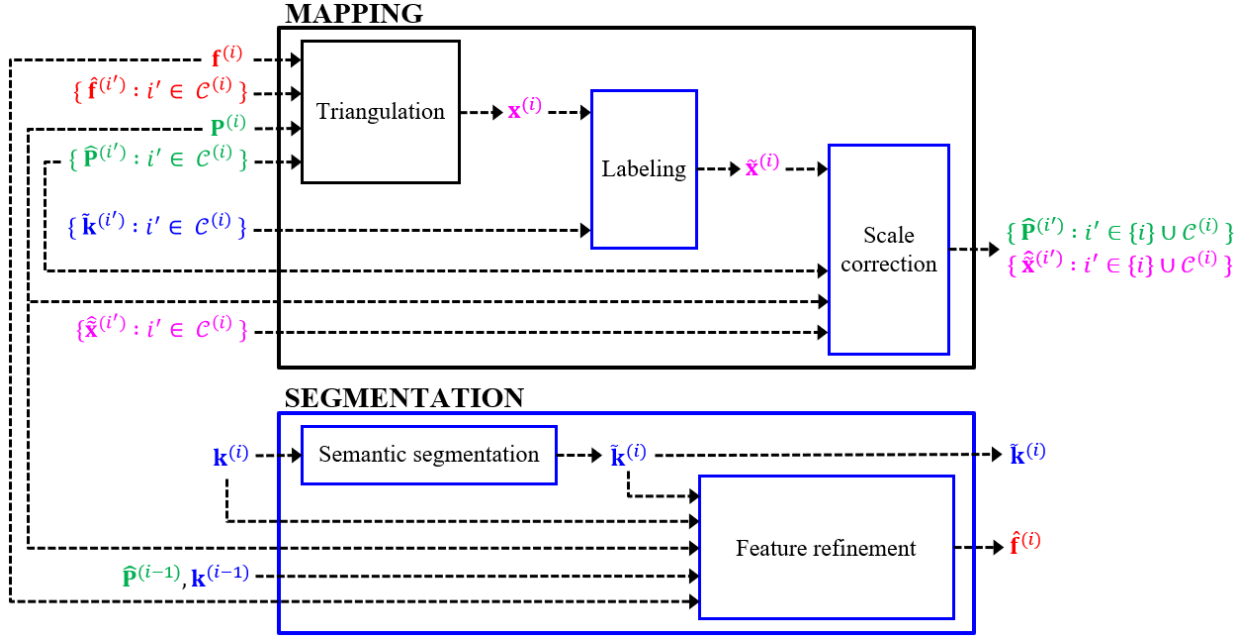 MAPPING
f^(i)
{ f̂^(i′) : i′ ∈ 𝒞^(i) }
P^(i)
{ P̂^(i′) : i′ ∈ 𝒞^(i) }
Triangulation
x^(i)
Labeling
x̃^(i)
{ k̃^(i′) : i′ ∈ 𝒞^(i) }
Scale
correction
{ P̂^(i′) : i′ ∈ {i} ∪ 𝒞^(i) }
{ x̃̂^(i′) : i′ ∈ {i} ∪ 𝒞^(i) }
{x̃̂^(i′) : i′ ∈ 𝒞^(i) }
SEGMENTATION
k^(i)
Semantic segmentation
k̃^(i)
k̃^(i)
Feature refinement
f̂^(i)
P̂^(i−1), k^(i−1)